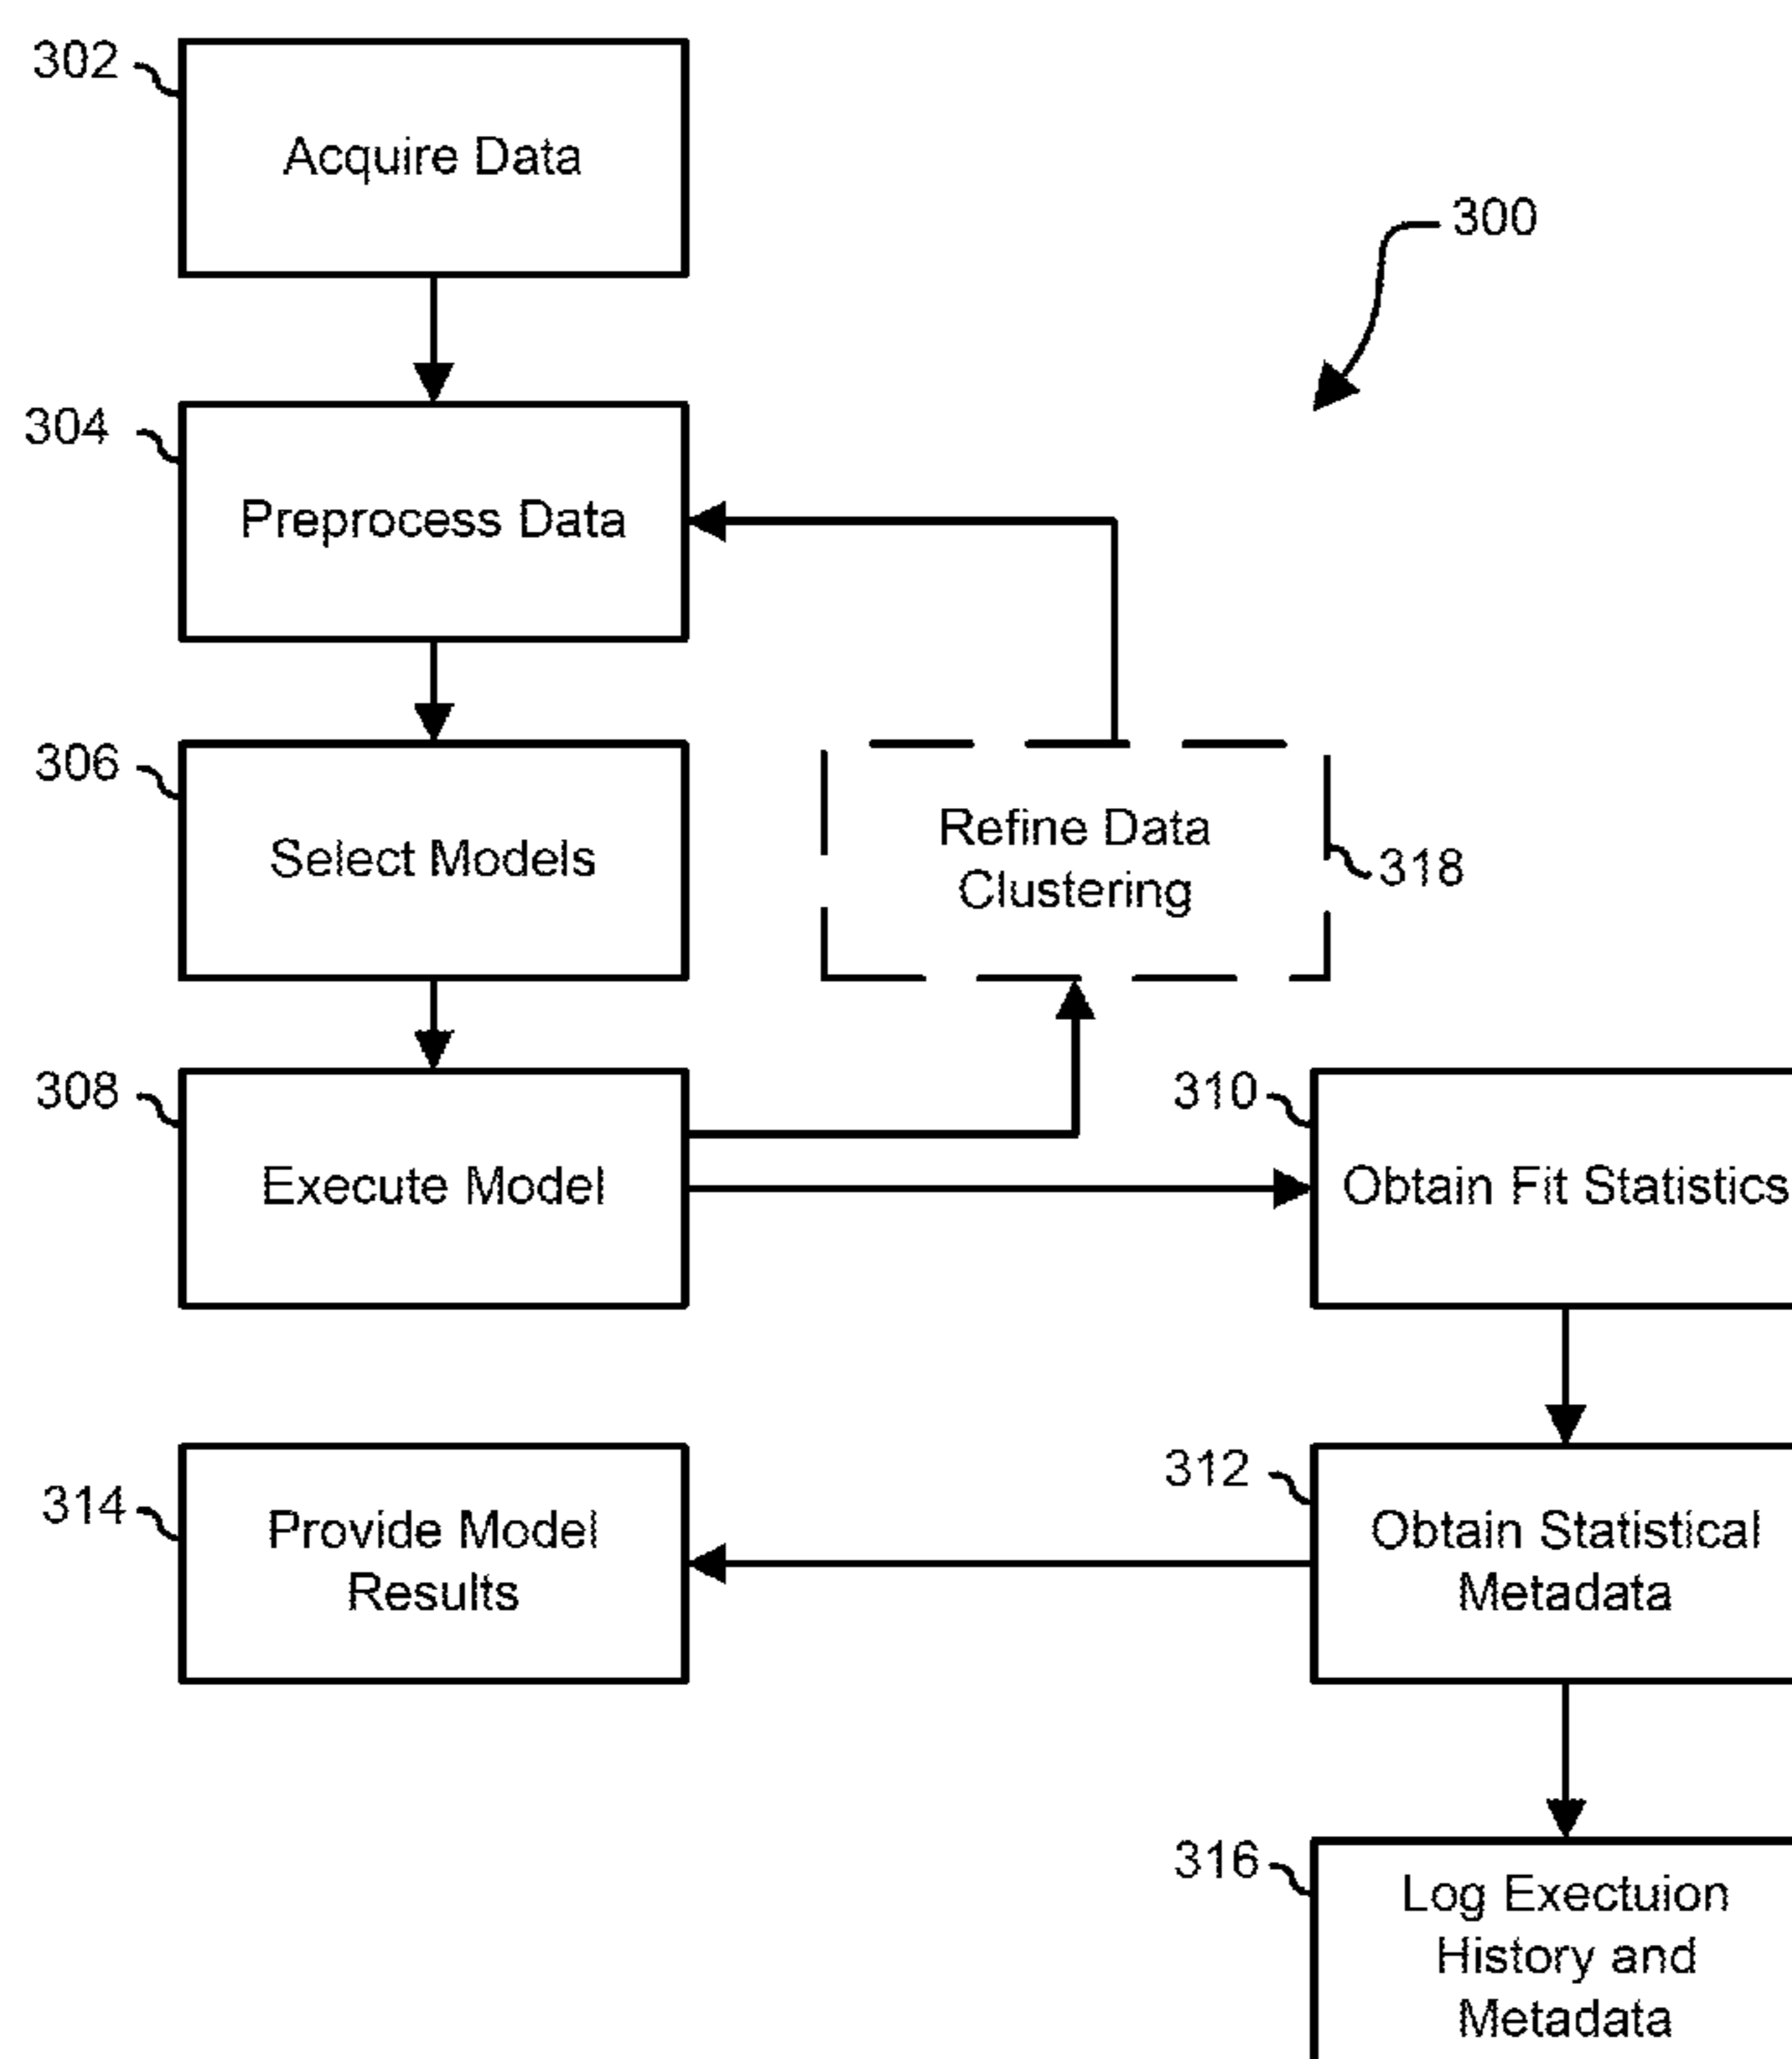 302
Acquire Data
300
304
Preprocess Data
306
Select Models
Refine Data
Clustering
318
308
Execute Model
310
Obtain Fit Statistics
314
Provide Model
Results
312
Obtain Statistical
Metadata
316
Log Exectuion
History and
Metadata